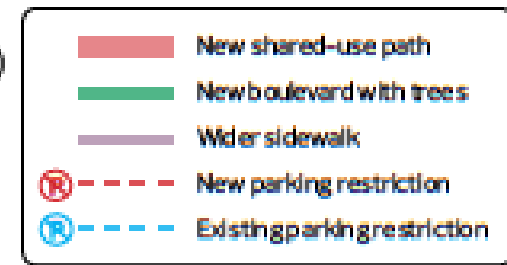 New shared-use path
New boulevard with trees
Wider sidewalk
New parking restriction
Existing parking restriction